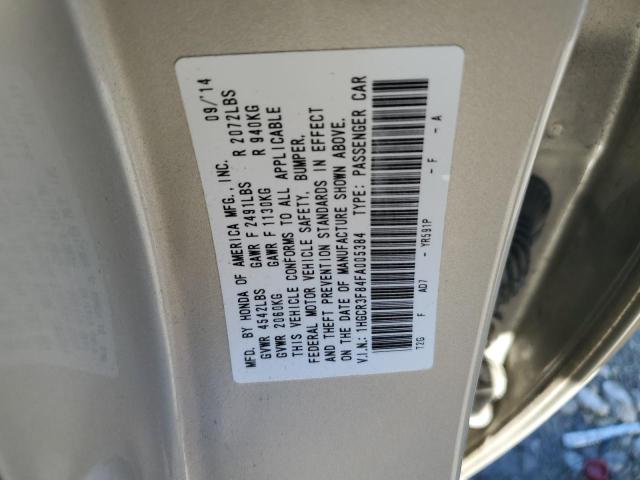 MFD. BY HONDA OF AMERICA MFG., INC. 09/'14
GVWR 4542LBS GAWR F 2491LBS R 2072LBS
GVWR 2060KG GAWR F 1130KG R 940KG
THIS VEHICLE CONFORMS TO ALL APPLICABLE
FEDERAL MOTOR VEHICLE SAFETY, BUMPER,
AND THEFT PREVENTION STANDARDS IN EFFECT
ON THE DATE OF MANUFACTURE SHOWN ABOVE.
V.I.N.: 1HGCR3F84FA005384 TYPE: PASSENGER CAR
T2G F AD7 - YR591P - F - A